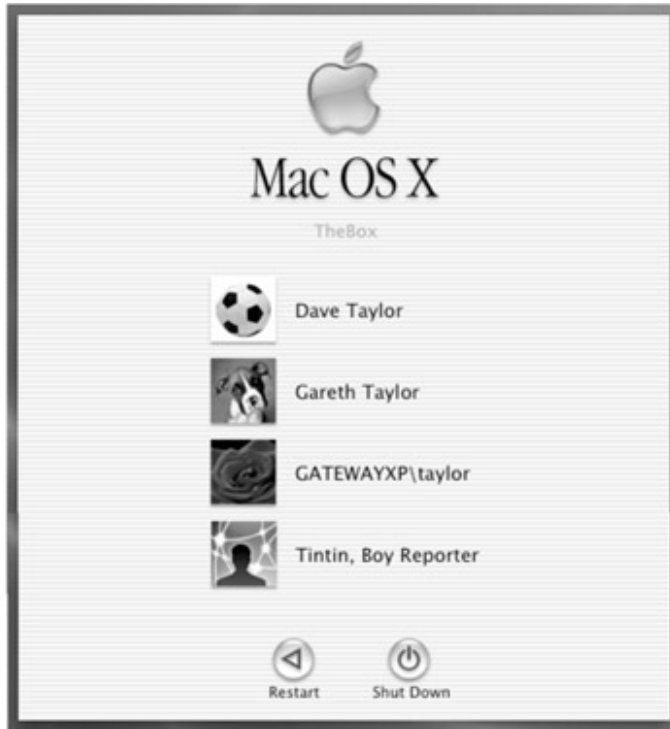 Mac OS X
TheBox
Dave Taylor
Gareth Taylor
GATEWAYXP\taylor
Tintin, Boy Reporter
Restart Shut Down